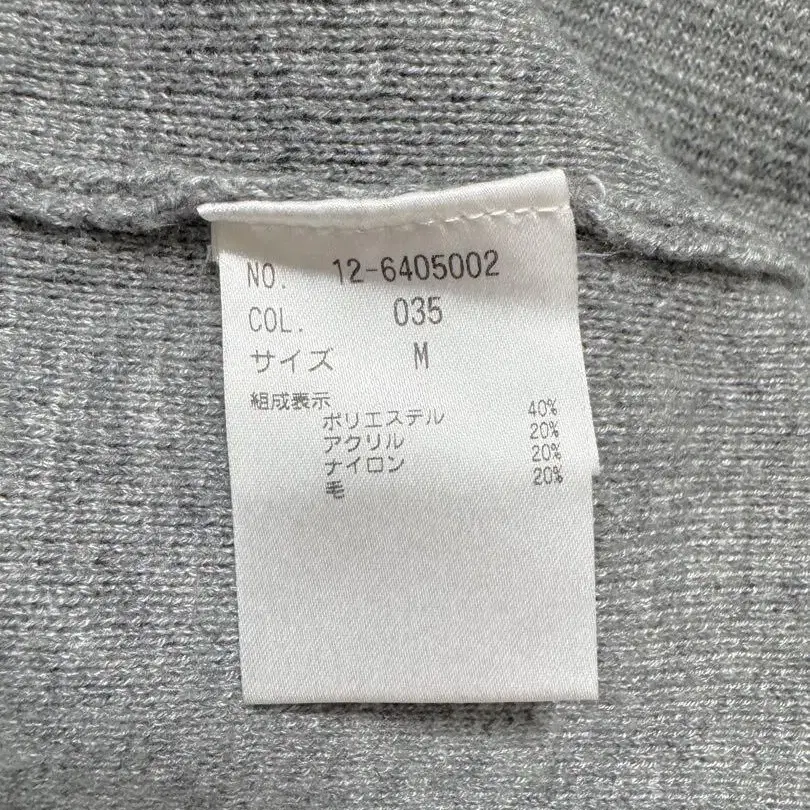 NO. 12-6405002
COL. 035
サイズ M
組成表示
ポリエステル 40%
アクリル 20%
ナイロン 20%
毛 20%